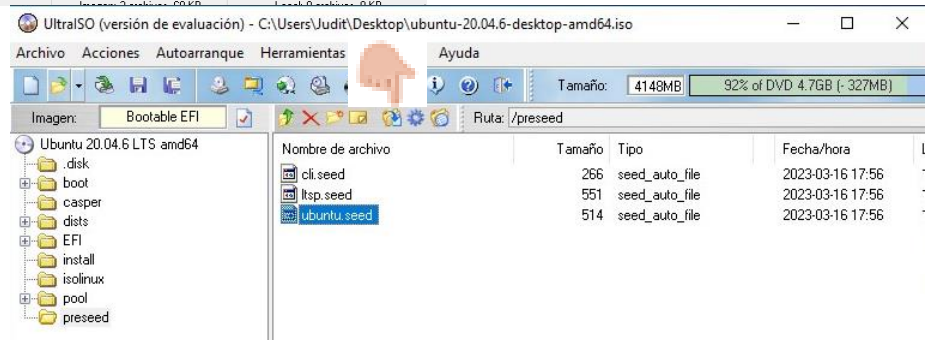 UltraISO (versión de evaluación) - C:\Users\Judit\Desktop\ubuntu-20.04.6-desktop-amd64.iso
Archivo Acciones Autoarranque Herramientas Ayuda
Tamaño: 4148MB 92% of DVD 4.7GB (- 327MB)
Imagen: Bootable EFI Ruta: /preseed
Ubuntu 20.04.6 LTS amd64
.disk
boot
casper
dists
EFI
install
isolinux
pool
preseed
Nombre de archivo Tamaño Tipo Fecha/hora
cli.seed 266 seed_auto_file 2023-03-16 17:56
ltsp.seed 551 seed_auto_file 2023-03-16 17:56
ubuntu.seed 514 seed_auto_file 2023-03-16 17:56